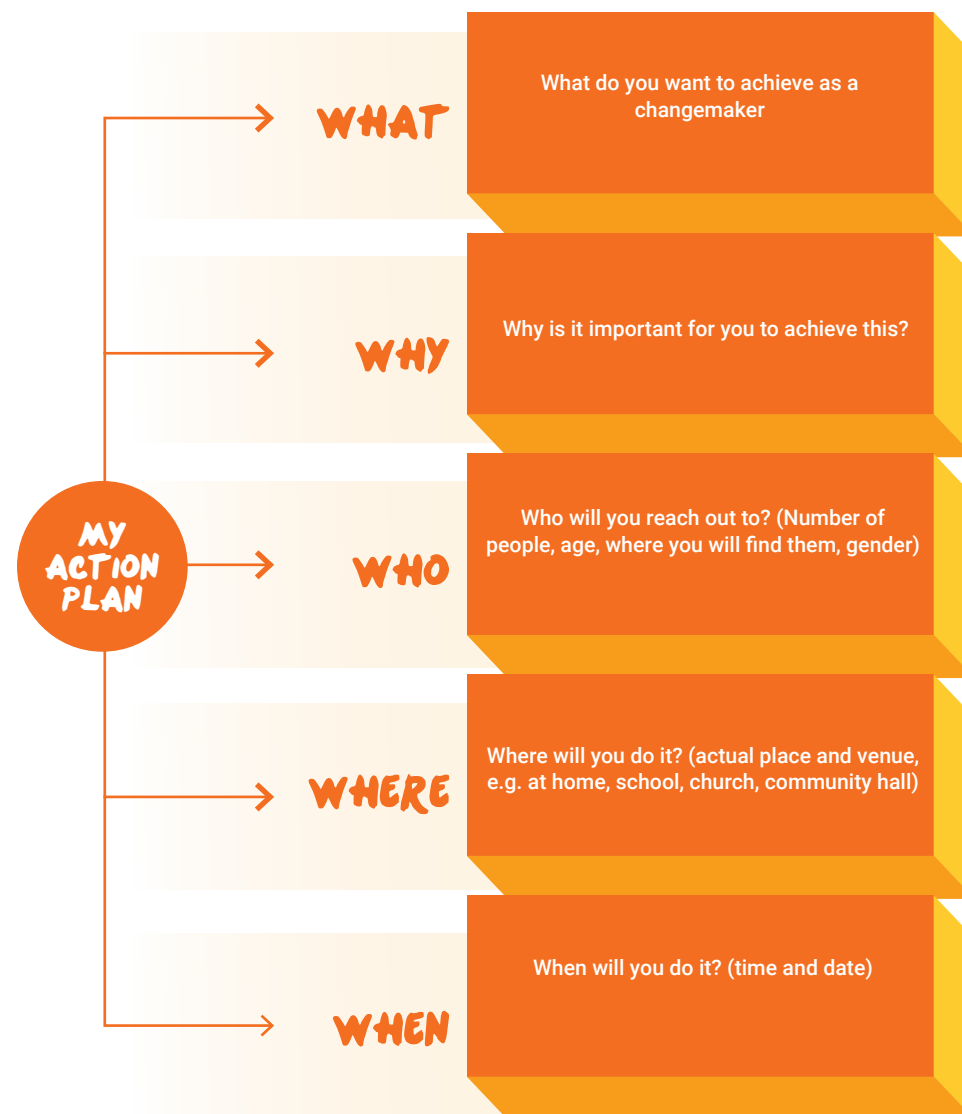 WHAT
What do you want to achieve as a
changemaker
WHY
Why is it important for you to achieve this?
MY
ACTION
PLAN
WHO
Who will you reach out to? (Number of
people, age, where you will find them, gender)
WHERE
Where will you do it? (actual place and venue,
e.g. at home, school, church, community hall)
WHEN
When will you do it? (time and date)